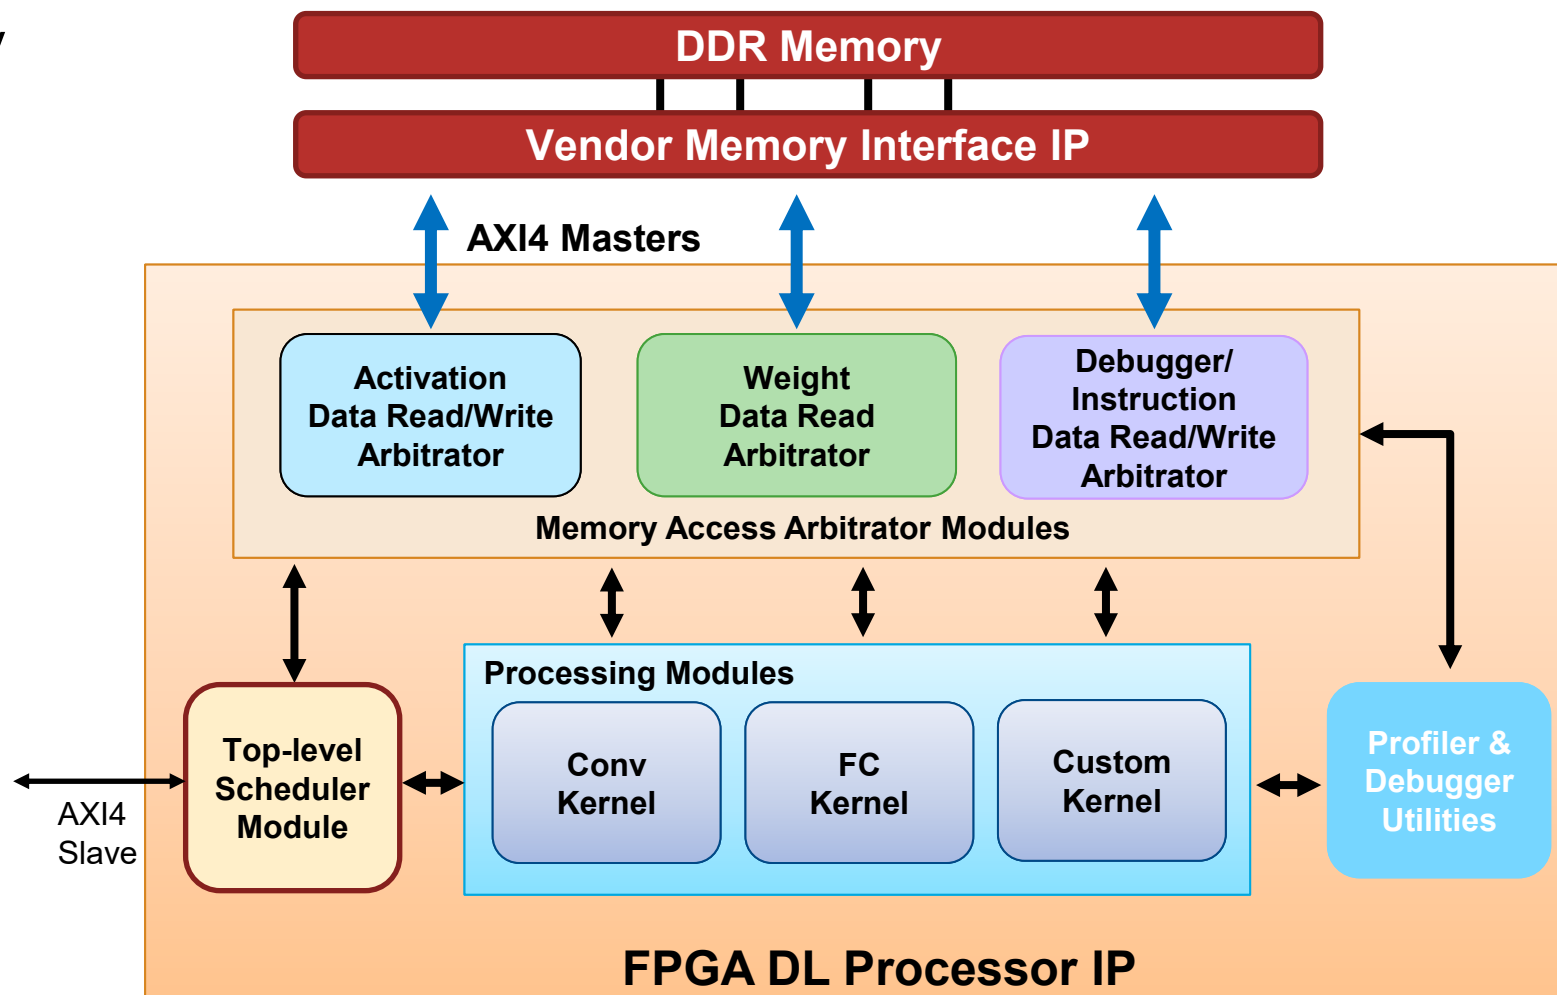 DDR Memory
Vendor Memory Interface IP
AXI4 Masters
Activation
Data Read/Write
Arbitrator
Weight
Data Read
Arbitrator
Debugger/
Instruction
Data Read/Write
Arbitrator
Memory Access Arbitrator Modules
Processing Modules
Top-level
Scheduler
Module
Conv
Kernel
FC
Kernel
Custom
Kernel
Profiler &
Debugger
Utilities
AXI4
Slave
FPGA DL Processor IP